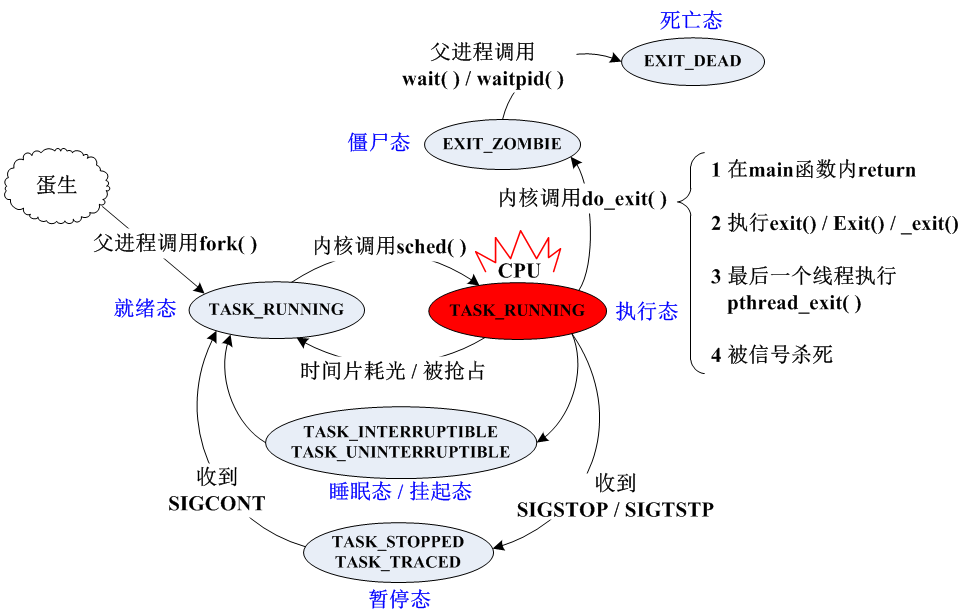 死亡态
EXIT_DEAD
父进程调用
wait( ) / waitpid( )
僵尸态
EXIT_ZOMBIE
蛋生
1 在main函数内return
内核调用do_exit( )
2 执行exit() / Exit() / _exit()
父进程调用fork( )
内核调用sched( )
CPU
3 最后一个线程执行
pthread_exit( )
就绪态
TASK_RUNNING
TASK_RUNNING
执行态
4 被信号杀死
时间片耗光 / 被抢占
TASK_INTERRUPTIBLE
TASK_UNINTERRUPTIBLE
睡眠态 / 挂起态
收到
SIGCONT
收到
SIGSTOP / SIGTSTP
TASK_STOPPED
TASK_TRACED
暂停态